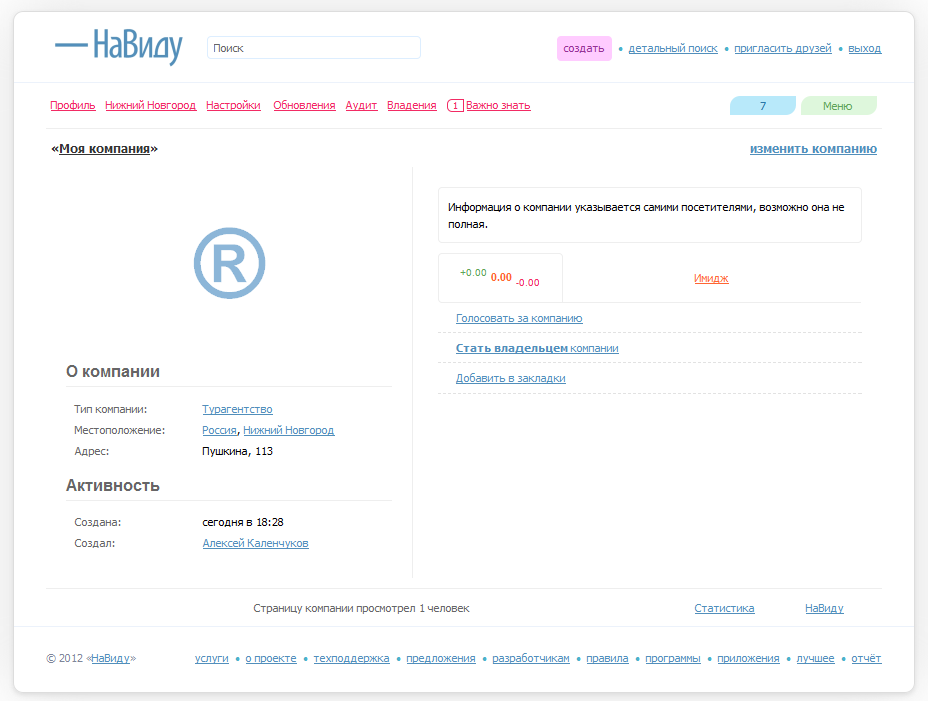 — НаВиду Поиск создать • детальный поиск • пригласить друзей • выход
Профиль Нижний Новгород Настройки Обновления Аудит Владения 1 Важно знать 7 Меню
«Моя компания» изменить компанию
®
Информация о компании указывается самими посетителями, возможно она не
полная.
+0.00 0.00 -0.00 Имидж
Голосовать за компанию
Стать владельцем компании
Добавить в закладки
О компании
Тип компании: Турагентство
Местоположение: Россия, Нижний Новгород
Адрес: Пушкина, 113
Активность
Создана: сегодня в 18:28
Создал: Алексей Каленчуков
Страницу компании просмотрел 1 человек Статистика НаВиду
© 2012 «НаВиду» услуги • о проекте • техподдержка • предложения • разработчикам • правила • программы • приложения • лучшее • отчёт